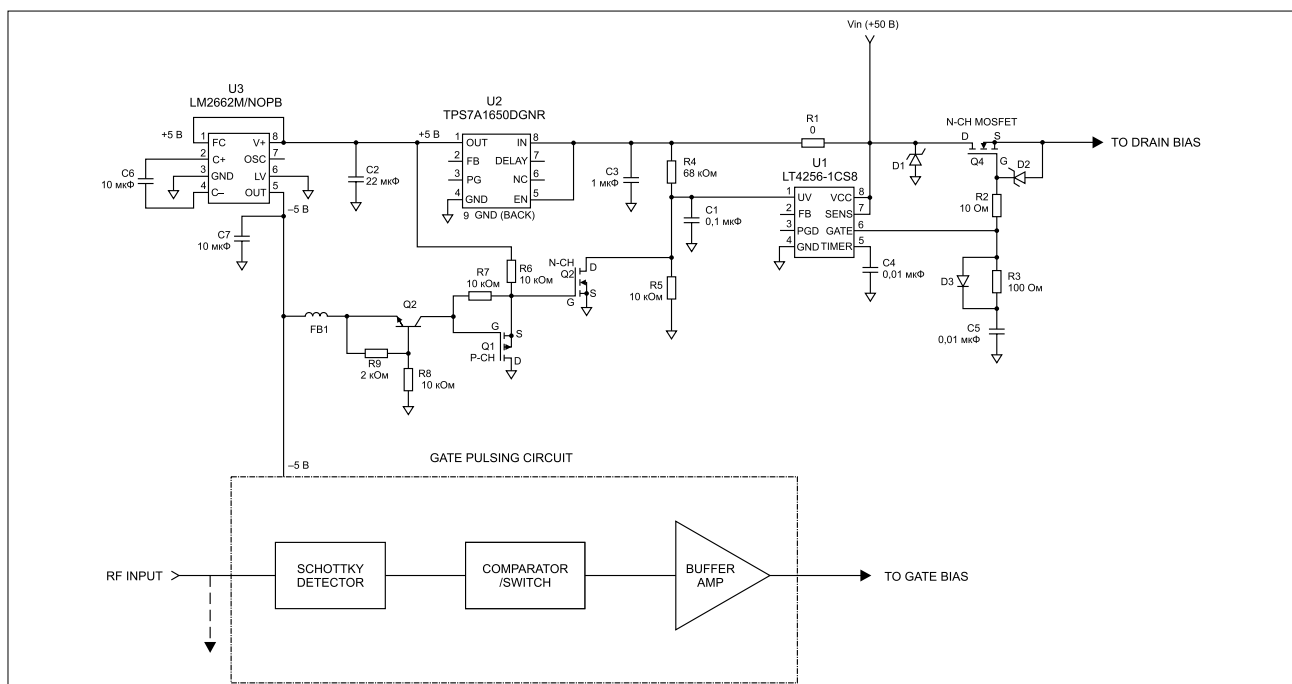 Vin (+50 В)
U3
LM2662M/NOPB
+5 В
1 FC V+ 8
2 C+ OSC 7
3 GND LV 6
4 C– OUT 5
C6
10 мкФ
–5 В
C7
10 мкФ
C2
22 мкФ
+5 В
U2
TPS7A1650DGNR
1 OUT IN 8
2 FB DELAY 7
3 PG NC 6
4 GND EN 5
9 GND (BACK)
C3
1 мкФ
R4
68 кОм
R1
0
U1
LT4256-1CS8
1 UV VCC 8
2 FB SENS 7
3 PGD GATE 6
4 GND TIMER 5
C1
0,1 мкФ
C4
0,01 мкФ
D1
N-CH MOSFET
D S
Q4 G
D2
TO DRAIN BIAS
R2
10 Ом
D3
R3
100 Ом
C5
0,01 мкФ
R7
10 кОм
R6
10 кОм
N-CH
Q2
D
S
G
R5
10 кОм
Q2
FB1
G S
Q1
P-CH
D
R9
2 кОм
R8
10 кОм
–5 В
GATE PULSING CIRCUIT
RF INPUT
SCHOTTKY
DETECTOR
COMPARATOR
/SWITCH
BUFFER
AMP
TO GATE BIAS